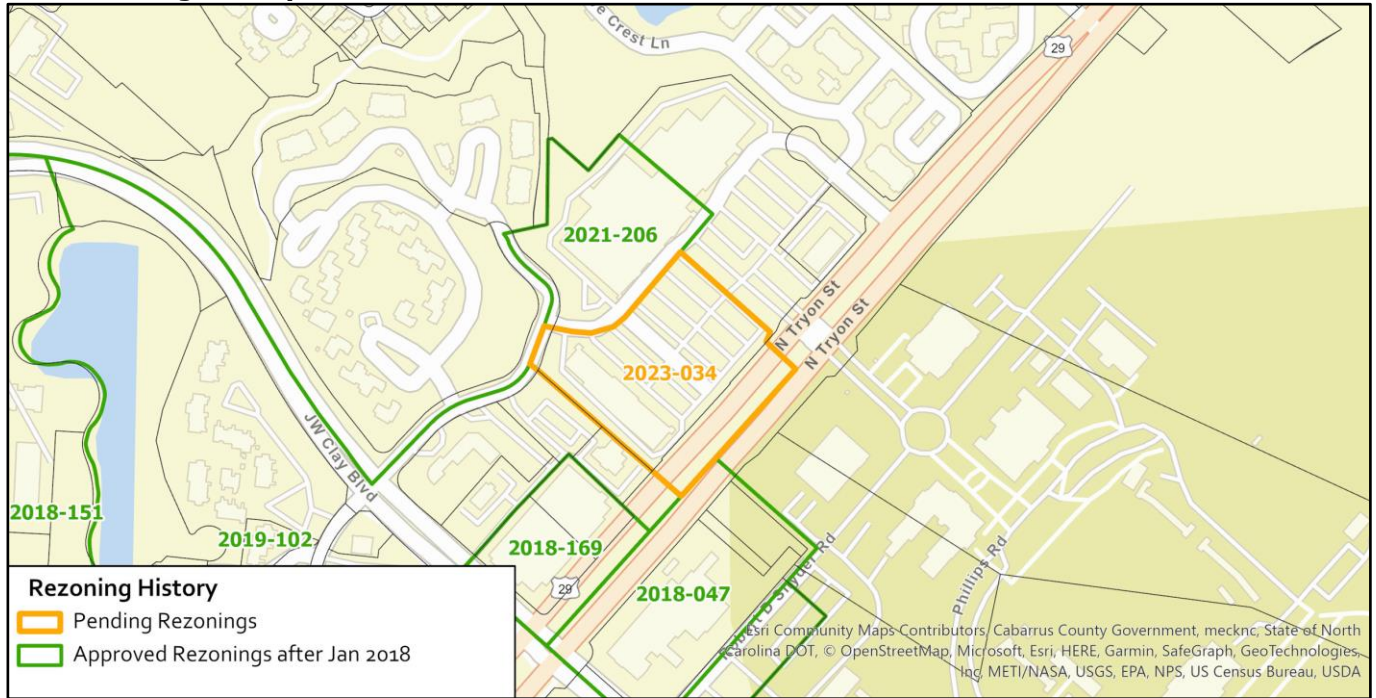 e Crest Ln
29
2021-206
N Tryon St
N Tryon St
2023-034
JW Clay Blvd
2018-151
2019-102
2018-169
29
2018-047
Robert D Snyder Rd
Phillips Rd
Rezoning History
Pending Rezonings
Approved Rezonings after Jan 2018
Esri Community Maps Contributors, Cabarrus County Government, mecknc, State of North
Carolina DOT, © OpenStreetMap, Microsoft, Esri, HERE, Garmin, SafeGraph, GeoTechnologies,
Inc, METI/NASA, USGS, EPA, NPS, US Census Bureau, USDA